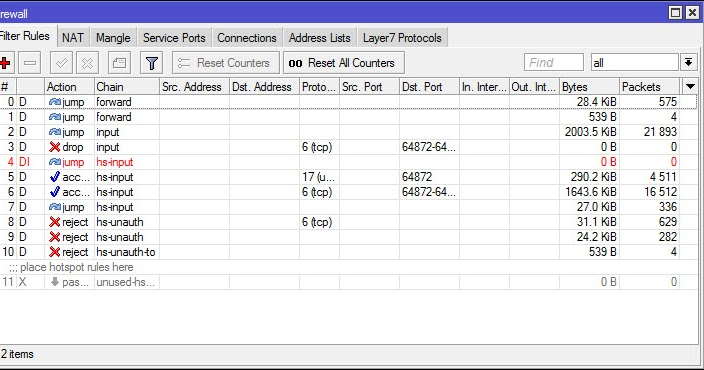 rewall
Filter Rules NAT Mangle Service Ports Connections Address Lists Layer7 Protocols
Reset Counters 00 Reset All Counters Find all
# Action Chain Src. Address Dst. Address Proto... Src. Port Dst. Port In. Inter... Out. Int... Bytes Packets
0 D jump forward 28.4 KiB 575
1 D jump forward 539 B 4
2 D jump input 2003.5 KiB 21 893
3 D drop input 6 (tcp) 64872-64... 0 B 0
4 DI jump hs-input 0 B 0
5 D acc... hs-input 17 (u... 64872 290.2 KiB 4 511
6 D acc... hs-input 6 (tcp) 64872-64... 1643.6 KiB 16 512
7 D jump hs-input 27.0 KiB 336
8 D reject hs-unauth 6 (tcp) 31.1 KiB 629
9 D reject hs-unauth 24.2 KiB 282
10 D reject hs-unauth-to 539 B 4
;;; place hotspot rules here
11 X pas... unused-hs... 0 B 0
2 items